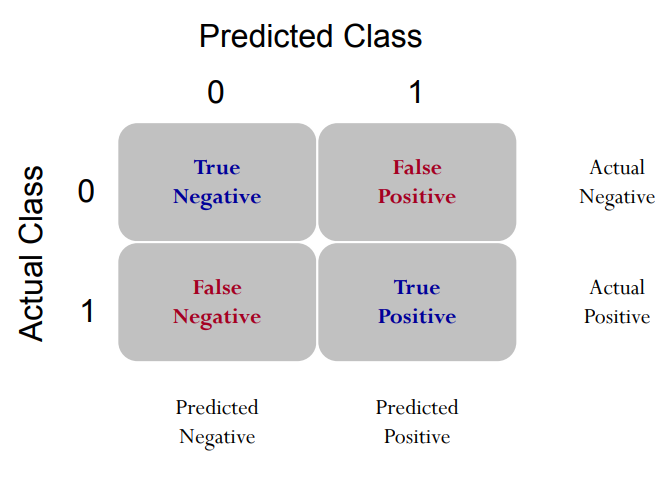 Predicted Class
0 1
Actual Class
0
True
Negative
False
Positive
Actual
Negative
1
False
Negative
True
Positive
Actual
Positive
Predicted
Negative
Predicted
Positive